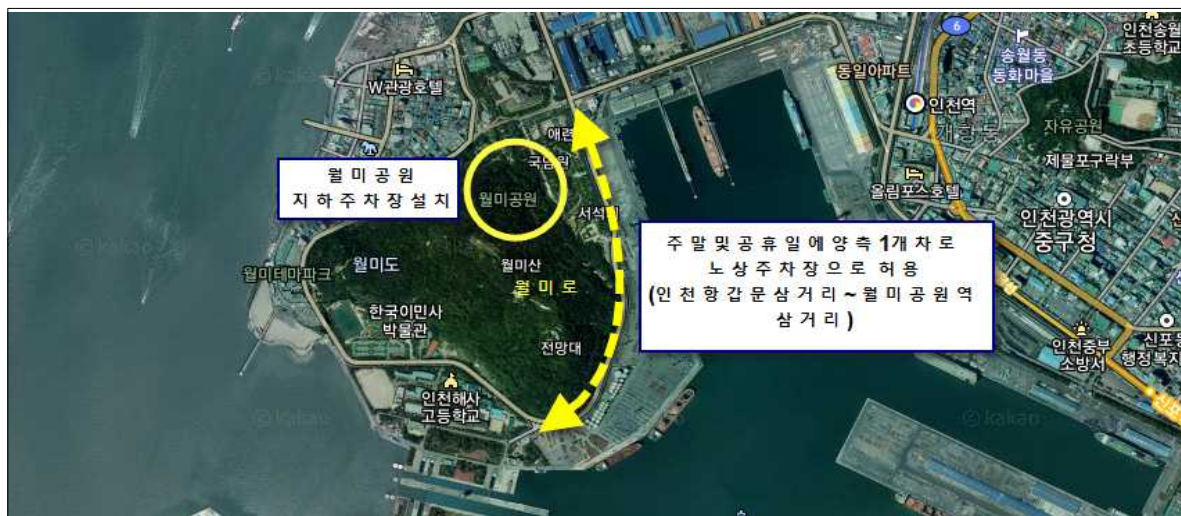 6
인천송월
초등학교
송월동
동화마을
동일아파트
W관광호텔
인천역
개항동
자유공원
애련
국담원
제물포구락부
월 미 공 원
지 하 주 차 장 설 치
월미공원
올림포스호텔
서석
인천광역시
중구청
주 말 및 공 휴 일 에 양 측 1개 차 로
노 상 주 차 장 으 로 허 용
(인 천 항 갑 문 삼 거 리 ~ 월 미 공 원 역
삼 거 리 )
월미도
월미산
월미테마파크
월 미 로
한국이민사
박물관
전망대
인천중부
소방서
신포동
행정복지
인천해사
고등학교
© kakao